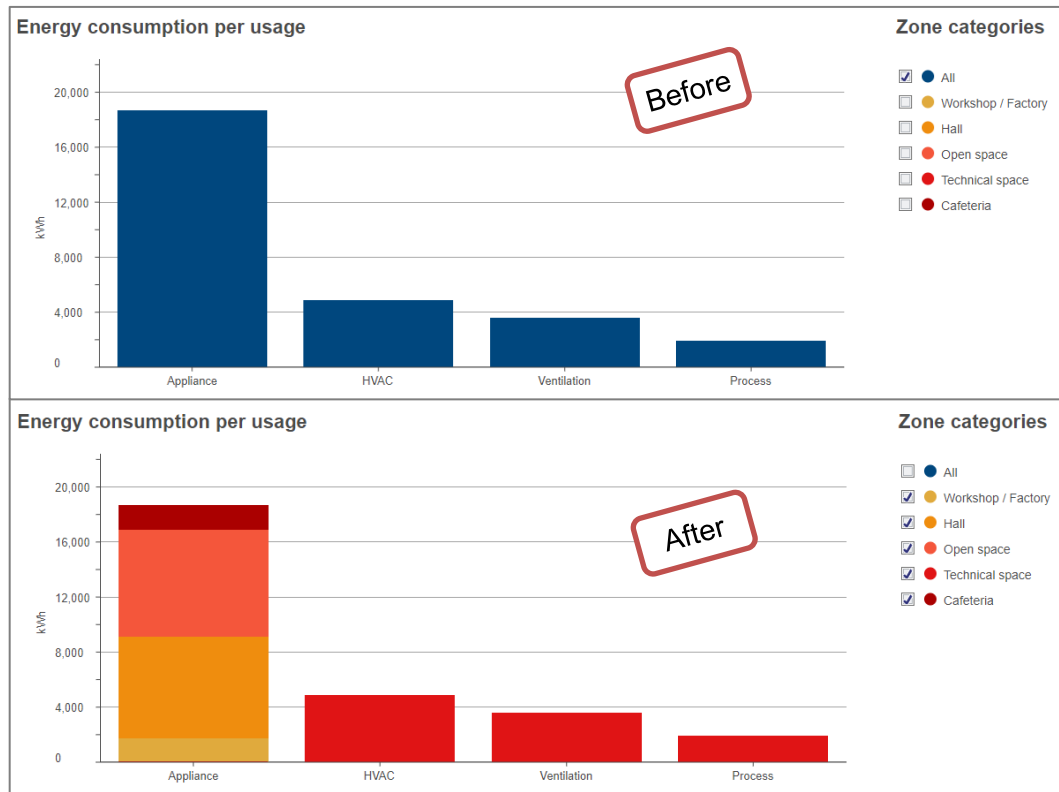 Energy consumption per usage
Zone categories
Before
20,000
16,000
12,000
8,000
4,000
0
kWh
Appliance
HVAC
Ventilation
Process
All
Workshop / Factory
Hall
Open space
Technical space
Cafeteria
Energy consumption per usage
Zone categories
After
20,000
16,000
12,000
8,000
4,000
0
kWh
Appliance
HVAC
Ventilation
Process
All
Workshop / Factory
Hall
Open space
Technical space
Cafeteria